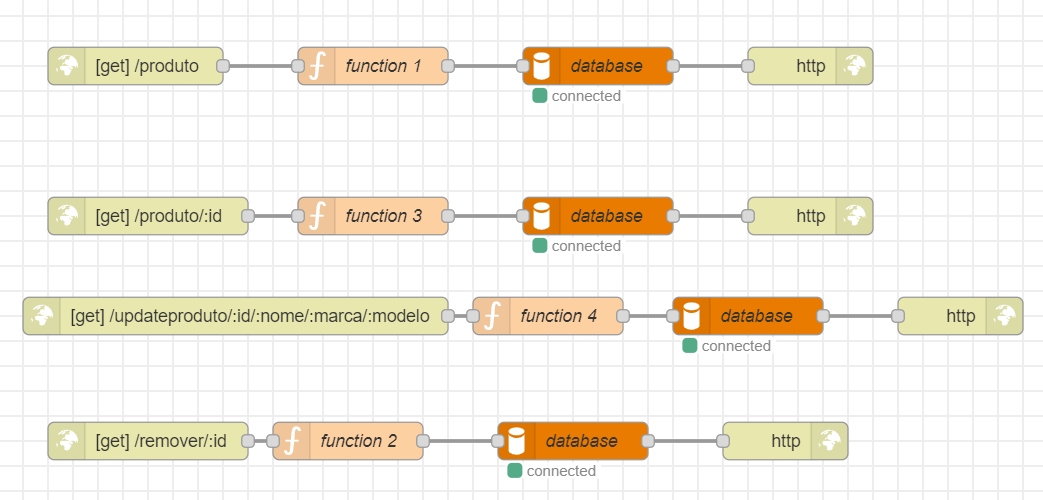 [get] /produto function 1 database http
connected
[get] /produto/:id function 3 database http
connected
[get] /updateproduto/:id/:nome/:marca/:modelo function 4 database http
connected
[get] /remover/:id function 2 database http
connected